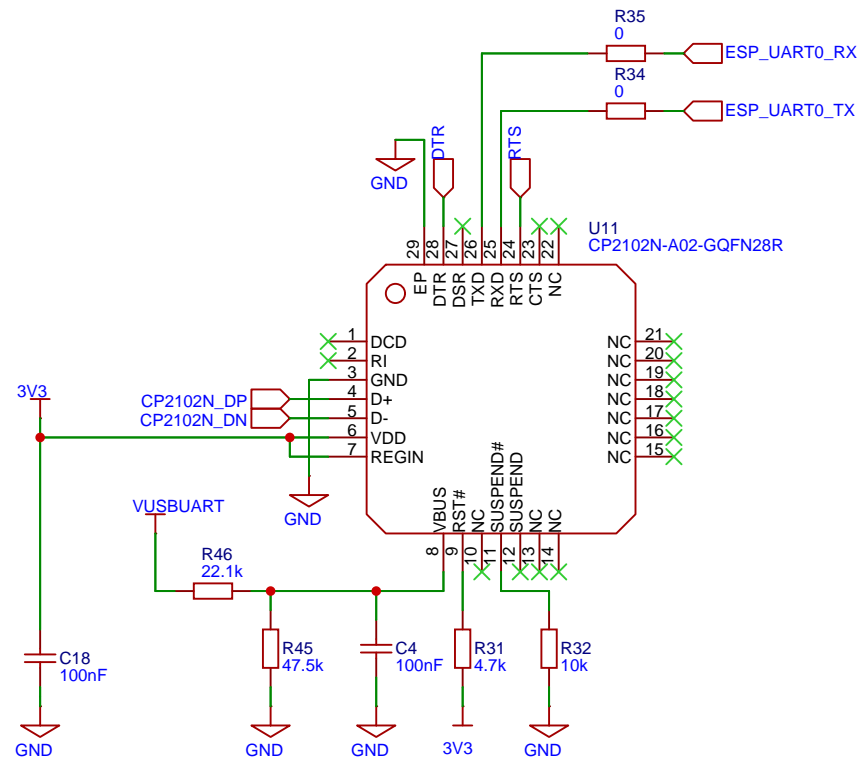 R35
0
ESP_UART0_RX
R34
0
ESP_UART0_TX
DTR
RTS
GND
U11
CP2102N-A02-GQFN28R
29
28
27
26
25
24
23
22
EP
DTR
DSR
TXD
RXD
RTS
CTS
NC
1 DCD
2 RI
3 GND
CP2102N_DP 4 D+
CP2102N_DN 5 D-
6 VDD
7 REGIN
NC 21
NC 20
NC 19
NC 18
NC 17
NC 16
NC 15
3V3
GND
VUSBUART
VBUS
RST#
NC
SUSPEND#
SUSPEND
NC
NC
8
9
10
11
12
13
14
R46
22.1k
C18
100nF
R45
47.5k
C4
100nF
R31
4.7k
R32
10k
GND
GND
GND
3V3
GND